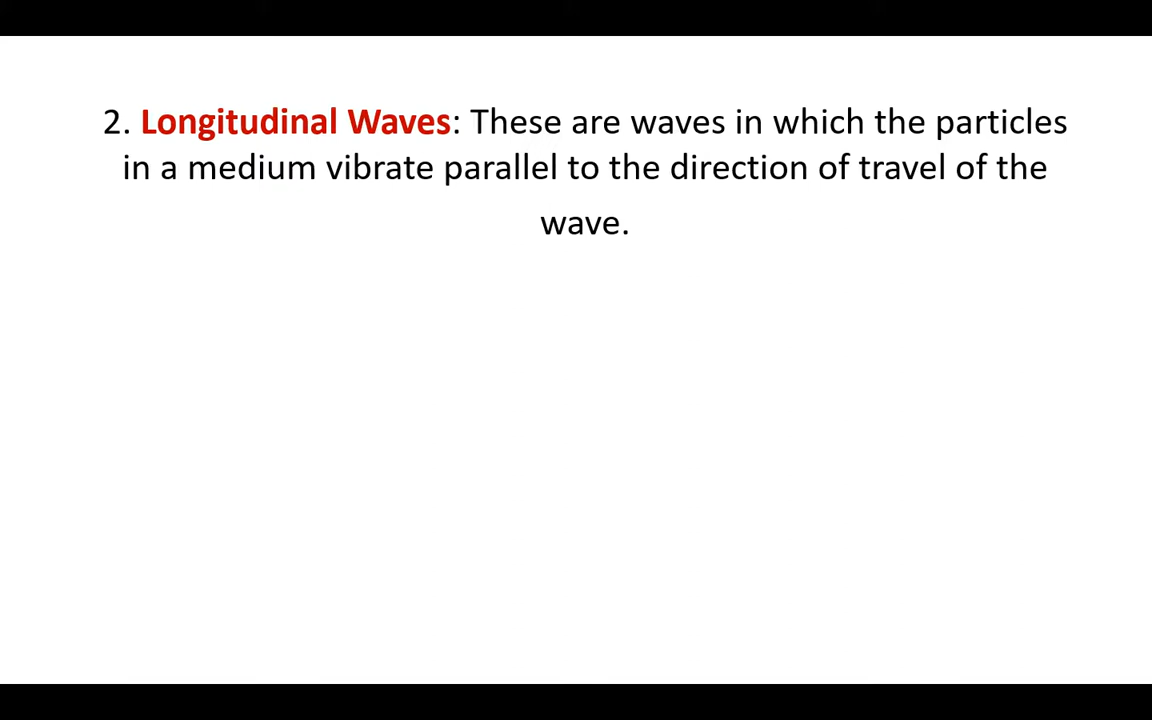 2. Longitudinal Waves: These are waves in which the particles
in a medium vibrate parallel to the direction of travel of the
wave.